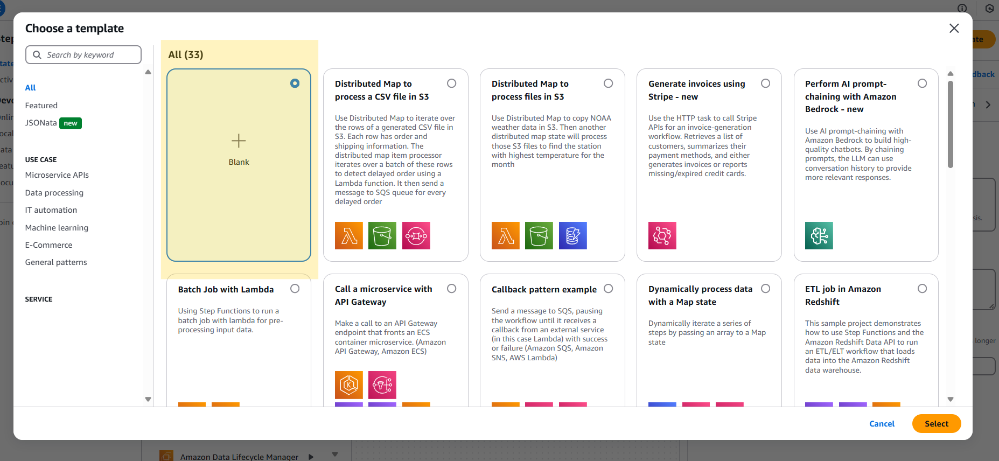 Choose a template
Search by keyword
All
Featured
JSONata new
USE CASE
Microservice APIs
Data processing
IT automation
Machine learning
E-Commerce
General patterns
SERVICE
All (33)
Blank
Distributed Map to
process a CSV file in S3
Use Distributed Map to iterate over
the rows of a generated CSV file in
S3. Each row has order and
shipping information. The
distributed map item processor
iterates over a batch of these rows
to detect delayed order using a
Lambda function. It then send a
message to SQS queue for every
delayed order
Distributed Map to
process files in S3
Use Distributed Map to copy NOAA
weather data in S3. Then another
distributed map state will process
those S3 files to find the station
with highest temperature for the
month
Generate invoices using
Stripe - new
Use the HTTP task to call Stripe
APIs for an invoice-generation
workflow. Retrieves a list of
customers, summarizes their
payment methods, and either
generates invoices or reports
missing/expired credit cards.
Perform AI prompt-
chaining with Amazon
Bedrock - new
Use AI prompt-chaining with
Amazon Bedrock to build high-
quality chatbots. By chaining
prompts, the LLM can use
conversation history to provide
more relevant responses.
Batch Job with Lambda
Using Step Functions to run a
batch job with lambda for pre-
processing input data.
Call a microservice with
API Gateway
Make a call to an API Gateway
endpoint that fronts an ECS
container microservice. (Amazon
API Gateway, Amazon ECS)
Callback pattern example
Send a message to SQS, pausing
the workflow until it receives a
callback from an external service
(in this case Lambda) with success
or failure (Amazon SQS, Amazon
SNS, AWS Lambda)
Dynamically process data
with a Map state
Dynamically iterate a series of
steps by passing an array to a Map
state
ETL job in Amazon
Redshift
This sample project demonstrates
how to use Step Functions and the
Amazon Redshift Data API to run
an ETL/ELT workflow that loads
data into the Amazon Redshift
data warehouse.
Cancel
Select
longer
Amazon Data Lifecycle Manager